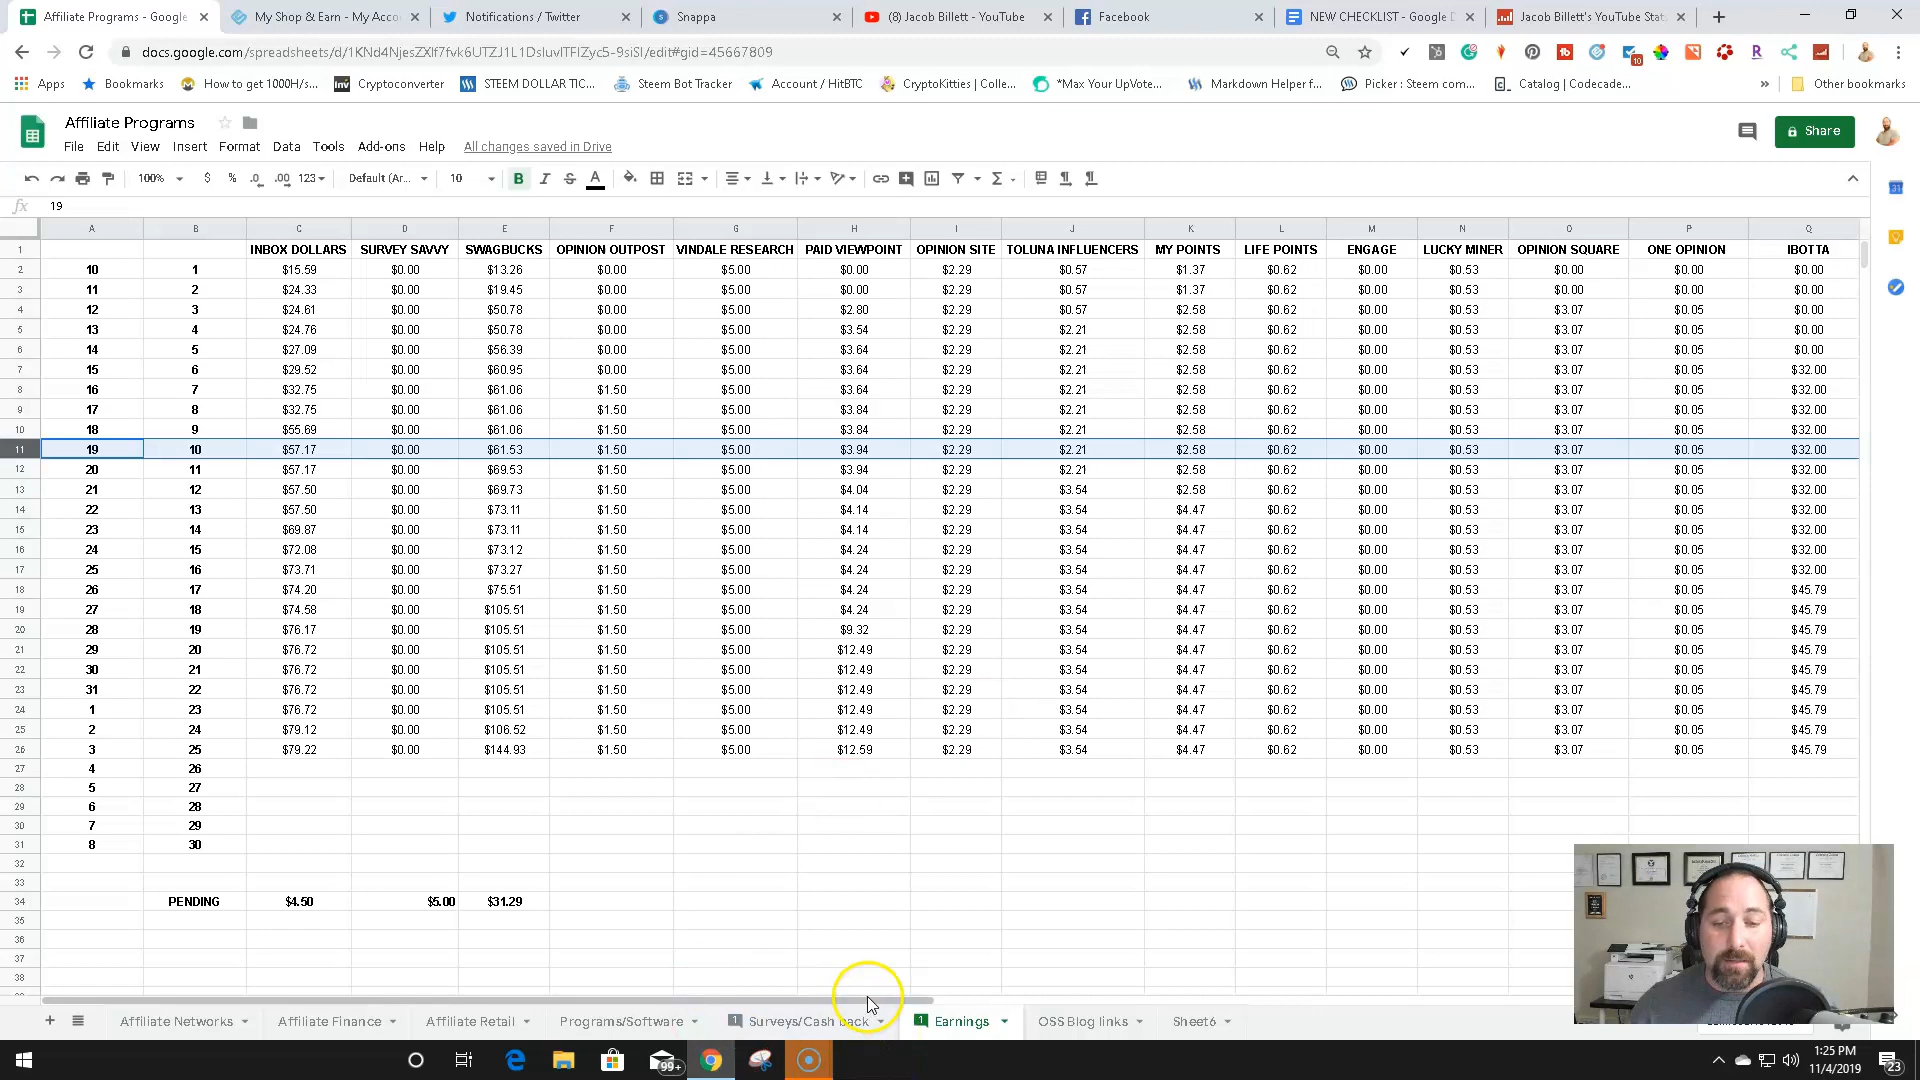 Affiliate Programs - Google
My Shop & Earn - My Acco
Notifications / Twitter
Snappa
(8) Jacob Billett - YouTube
Facebook
NEW CHECKLIST - Google D
Jacob Billett's YouTube Stat
docs.google.com/spreadsheets/d/1KNd4NjesZXlf7fvk6UTZJ1L1DsluvlTFlZyc5-9siSI/edit#gid=45667809
Apps Bookmarks How to get 1000H/s... Cryptoconverter STEEM DOLLAR TIC... Steem Bot Tracker Account / HitBTC CryptoKitties | Colle... *Max Your UpVote... Markdown Helper f... Picker : Steem com... Catalog | Codecade... » Other bookmarks
Affiliate Programs
Share
File Edit View Insert Format Data Tools Add-ons Help All changes saved in Drive
100% $ % .0 .00 123 Default (Ar... 10 B I S A
fx 19
A B C D E F G H I J K L M N O P Q
1 INBOX DOLLARS SURVEY SAVVY SWAGBUCKS OPINION OUTPOST VINDALE RESEARCH PAID VIEWPOINT OPINION SITE TOLUNA INFLUENCERS MY POINTS LIFE POINTS ENGAGE LUCKY MINER OPINION SQUARE ONE OPINION IBOTTA
2 10 1 $15.59 $0.00 $13.26 $0.00 $5.00 $0.00 $2.29 $0.57 $1.37 $0.62 $0.00 $0.53 $0.00 $0.00 $0.00
3 11 2 $24.33 $0.00 $19.45 $0.00 $5.00 $0.00 $2.29 $0.57 $1.37 $0.62 $0.00 $0.53 $0.00 $0.00 $0.00
4 12 3 $24.61 $0.00 $50.78 $0.00 $5.00 $2.80 $2.29 $0.57 $2.58 $0.62 $0.00 $0.53 $3.07 $0.05 $0.00
5 13 4 $24.76 $0.00 $50.78 $0.00 $5.00 $3.54 $2.29 $2.21 $2.58 $0.62 $0.00 $0.53 $3.07 $0.05 $0.00
6 14 5 $27.09 $0.00 $56.39 $0.00 $5.00 $3.64 $2.29 $2.21 $2.58 $0.62 $0.00 $0.53 $3.07 $0.05 $0.00
7 15 6 $29.52 $0.00 $60.95 $0.00 $5.00 $3.64 $2.29 $2.21 $2.58 $0.62 $0.00 $0.53 $3.07 $0.05 $32.00
8 16 7 $32.75 $0.00 $61.06 $1.50 $5.00 $3.64 $2.29 $2.21 $2.58 $0.62 $0.00 $0.53 $3.07 $0.05 $32.00
9 17 8 $32.75 $0.00 $61.06 $1.50 $5.00 $3.84 $2.29 $2.21 $2.58 $0.62 $0.00 $0.53 $3.07 $0.05 $32.00
10 18 9 $55.69 $0.00 $61.06 $1.50 $5.00 $3.84 $2.29 $2.21 $2.58 $0.62 $0.00 $0.53 $3.07 $0.05 $32.00
11 19 10 $57.17 $0.00 $61.53 $1.50 $5.00 $3.94 $2.29 $2.21 $2.58 $0.62 $0.00 $0.53 $3.07 $0.05 $32.00
12 20 11 $57.17 $0.00 $69.53 $1.50 $5.00 $3.94 $2.29 $2.21 $2.58 $0.62 $0.00 $0.53 $3.07 $0.05 $32.00
13 21 12 $57.50 $0.00 $69.73 $1.50 $5.00 $4.04 $2.29 $3.54 $2.58 $0.62 $0.00 $0.53 $3.07 $0.05 $32.00
14 22 13 $57.50 $0.00 $73.11 $1.50 $5.00 $4.14 $2.29 $3.54 $4.47 $0.62 $0.00 $0.53 $3.07 $0.05 $32.00
15 23 14 $69.87 $0.00 $73.11 $1.50 $5.00 $4.14 $2.29 $3.54 $4.47 $0.62 $0.00 $0.53 $3.07 $0.05 $32.00
16 24 15 $72.08 $0.00 $73.12 $1.50 $5.00 $4.24 $2.29 $3.54 $4.47 $0.62 $0.00 $0.53 $3.07 $0.05 $32.00
17 25 16 $73.71 $0.00 $73.27 $1.50 $5.00 $4.24 $2.29 $3.54 $4.47 $0.62 $0.00 $0.53 $3.07 $0.05 $32.00
18 26 17 $74.20 $0.00 $75.51 $1.50 $5.00 $4.24 $2.29 $3.54 $4.47 $0.62 $0.00 $0.53 $3.07 $0.05 $45.79
19 27 18 $74.58 $0.00 $105.51 $1.50 $5.00 $4.24 $2.29 $3.54 $4.47 $0.62 $0.00 $0.53 $3.07 $0.05 $45.79
20 28 19 $76.17 $0.00 $105.51 $1.50 $5.00 $9.32 $2.29 $3.54 $4.47 $0.62 $0.00 $0.53 $3.07 $0.05 $45.79
21 29 20 $76.72 $0.00 $105.51 $1.50 $5.00 $12.49 $2.29 $3.54 $4.47 $0.62 $0.00 $0.53 $3.07 $0.05 $45.79
22 30 21 $76.72 $0.00 $105.51 $1.50 $5.00 $12.49 $2.29 $3.54 $4.47 $0.62 $0.00 $0.53 $3.07 $0.05 $45.79
23 31 22 $76.72 $0.00 $105.51 $1.50 $5.00 $12.49 $2.29 $3.54 $4.47 $0.62 $0.00 $0.53 $3.07 $0.05 $45.79
24 1 23 $76.72 $0.00 $105.51 $1.50 $5.00 $12.49 $2.29 $3.54 $4.47 $0.62 $0.00 $0.53 $3.07 $0.05 $45.79
25 2 24 $79.12 $0.00 $106.52 $1.50 $5.00 $12.49 $2.29 $3.54 $4.47 $0.62 $0.00 $0.53 $3.07 $0.05 $45.79
26 3 25 $79.22 $0.00 $144.93 $1.50 $5.00 $12.59 $2.29 $3.54 $4.47 $0.62 $0.00 $0.53 $3.07 $0.05 $45.79
27 4 26
28 5 27
29 6 28
30 7 29
31 8 30
32
33
34 PENDING $4.50 $5.00 $31.29
35
36
37
38
Affiliate Networks Affiliate Finance Affiliate Retail Programs/Software 1 Surveys/Cash back 1 Earnings OSS Blog links Sheet6
99+
1:25 PM
11/4/2019
23